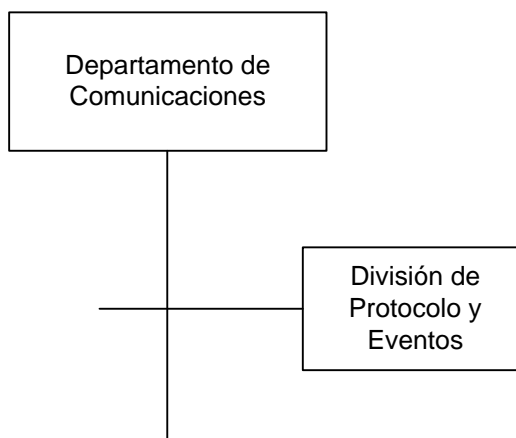 Departamento de
Comunicaciones
División de
Protocolo y
Eventos